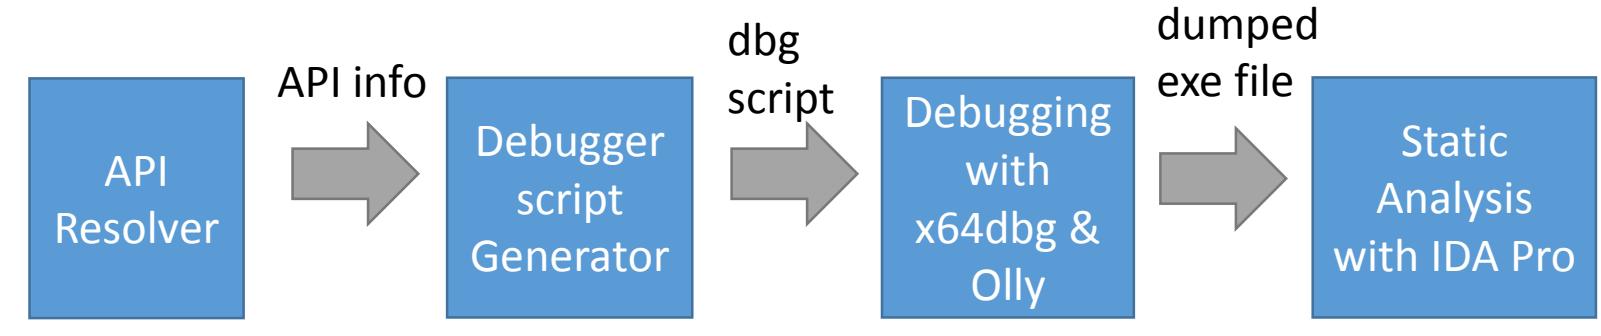 API
Resolver
API info
Debugger
script
Generator
dbg
script
Debugging
with
x64dbg &
Olly
dumped
exe file
Static
Analysis
with IDA Pro